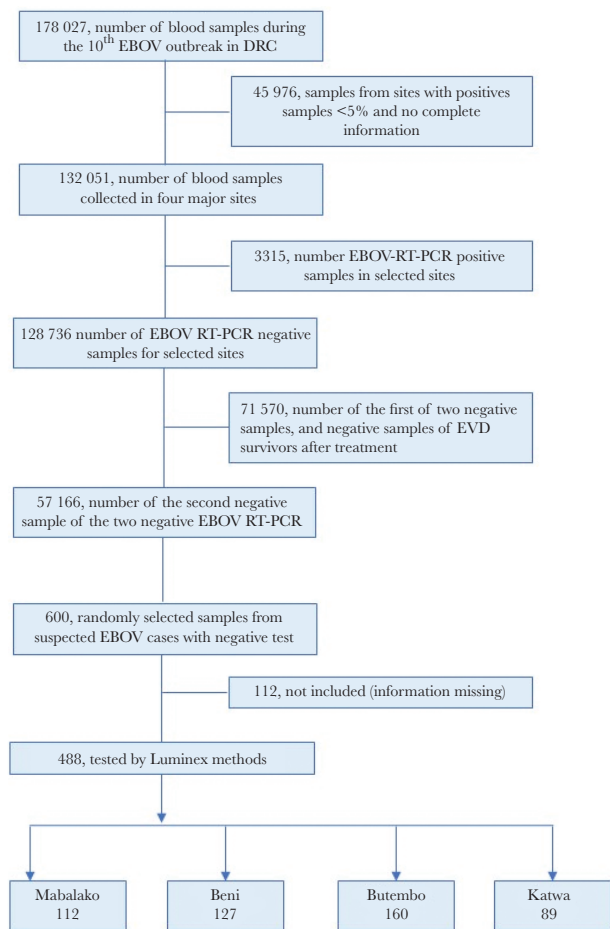 178 027, number of blood samples during
the 10th EBOV outbreak in DRC
45 976, samples from sites with positives
samples <5% and no complete
information
132 051, number of blood samples
collected in four major sites
3315, number EBOV-RT-PCR positive
samples in selected sites
128 736 number of EBOV RT-PCR negative
samples for selected sites
71 570, number of the first of two negative
samples, and negative samples of EVD
survivors after treatment
57 166, number of the second negative
sample of the two negative EBOV RT-PCR
600, randomly selected samples from
suspected EBOV cases with negative test
112, not included (information missing)
488, tested by Luminex methods
Mabalako
112
Beni
127
Butembo
160
Katwa
89